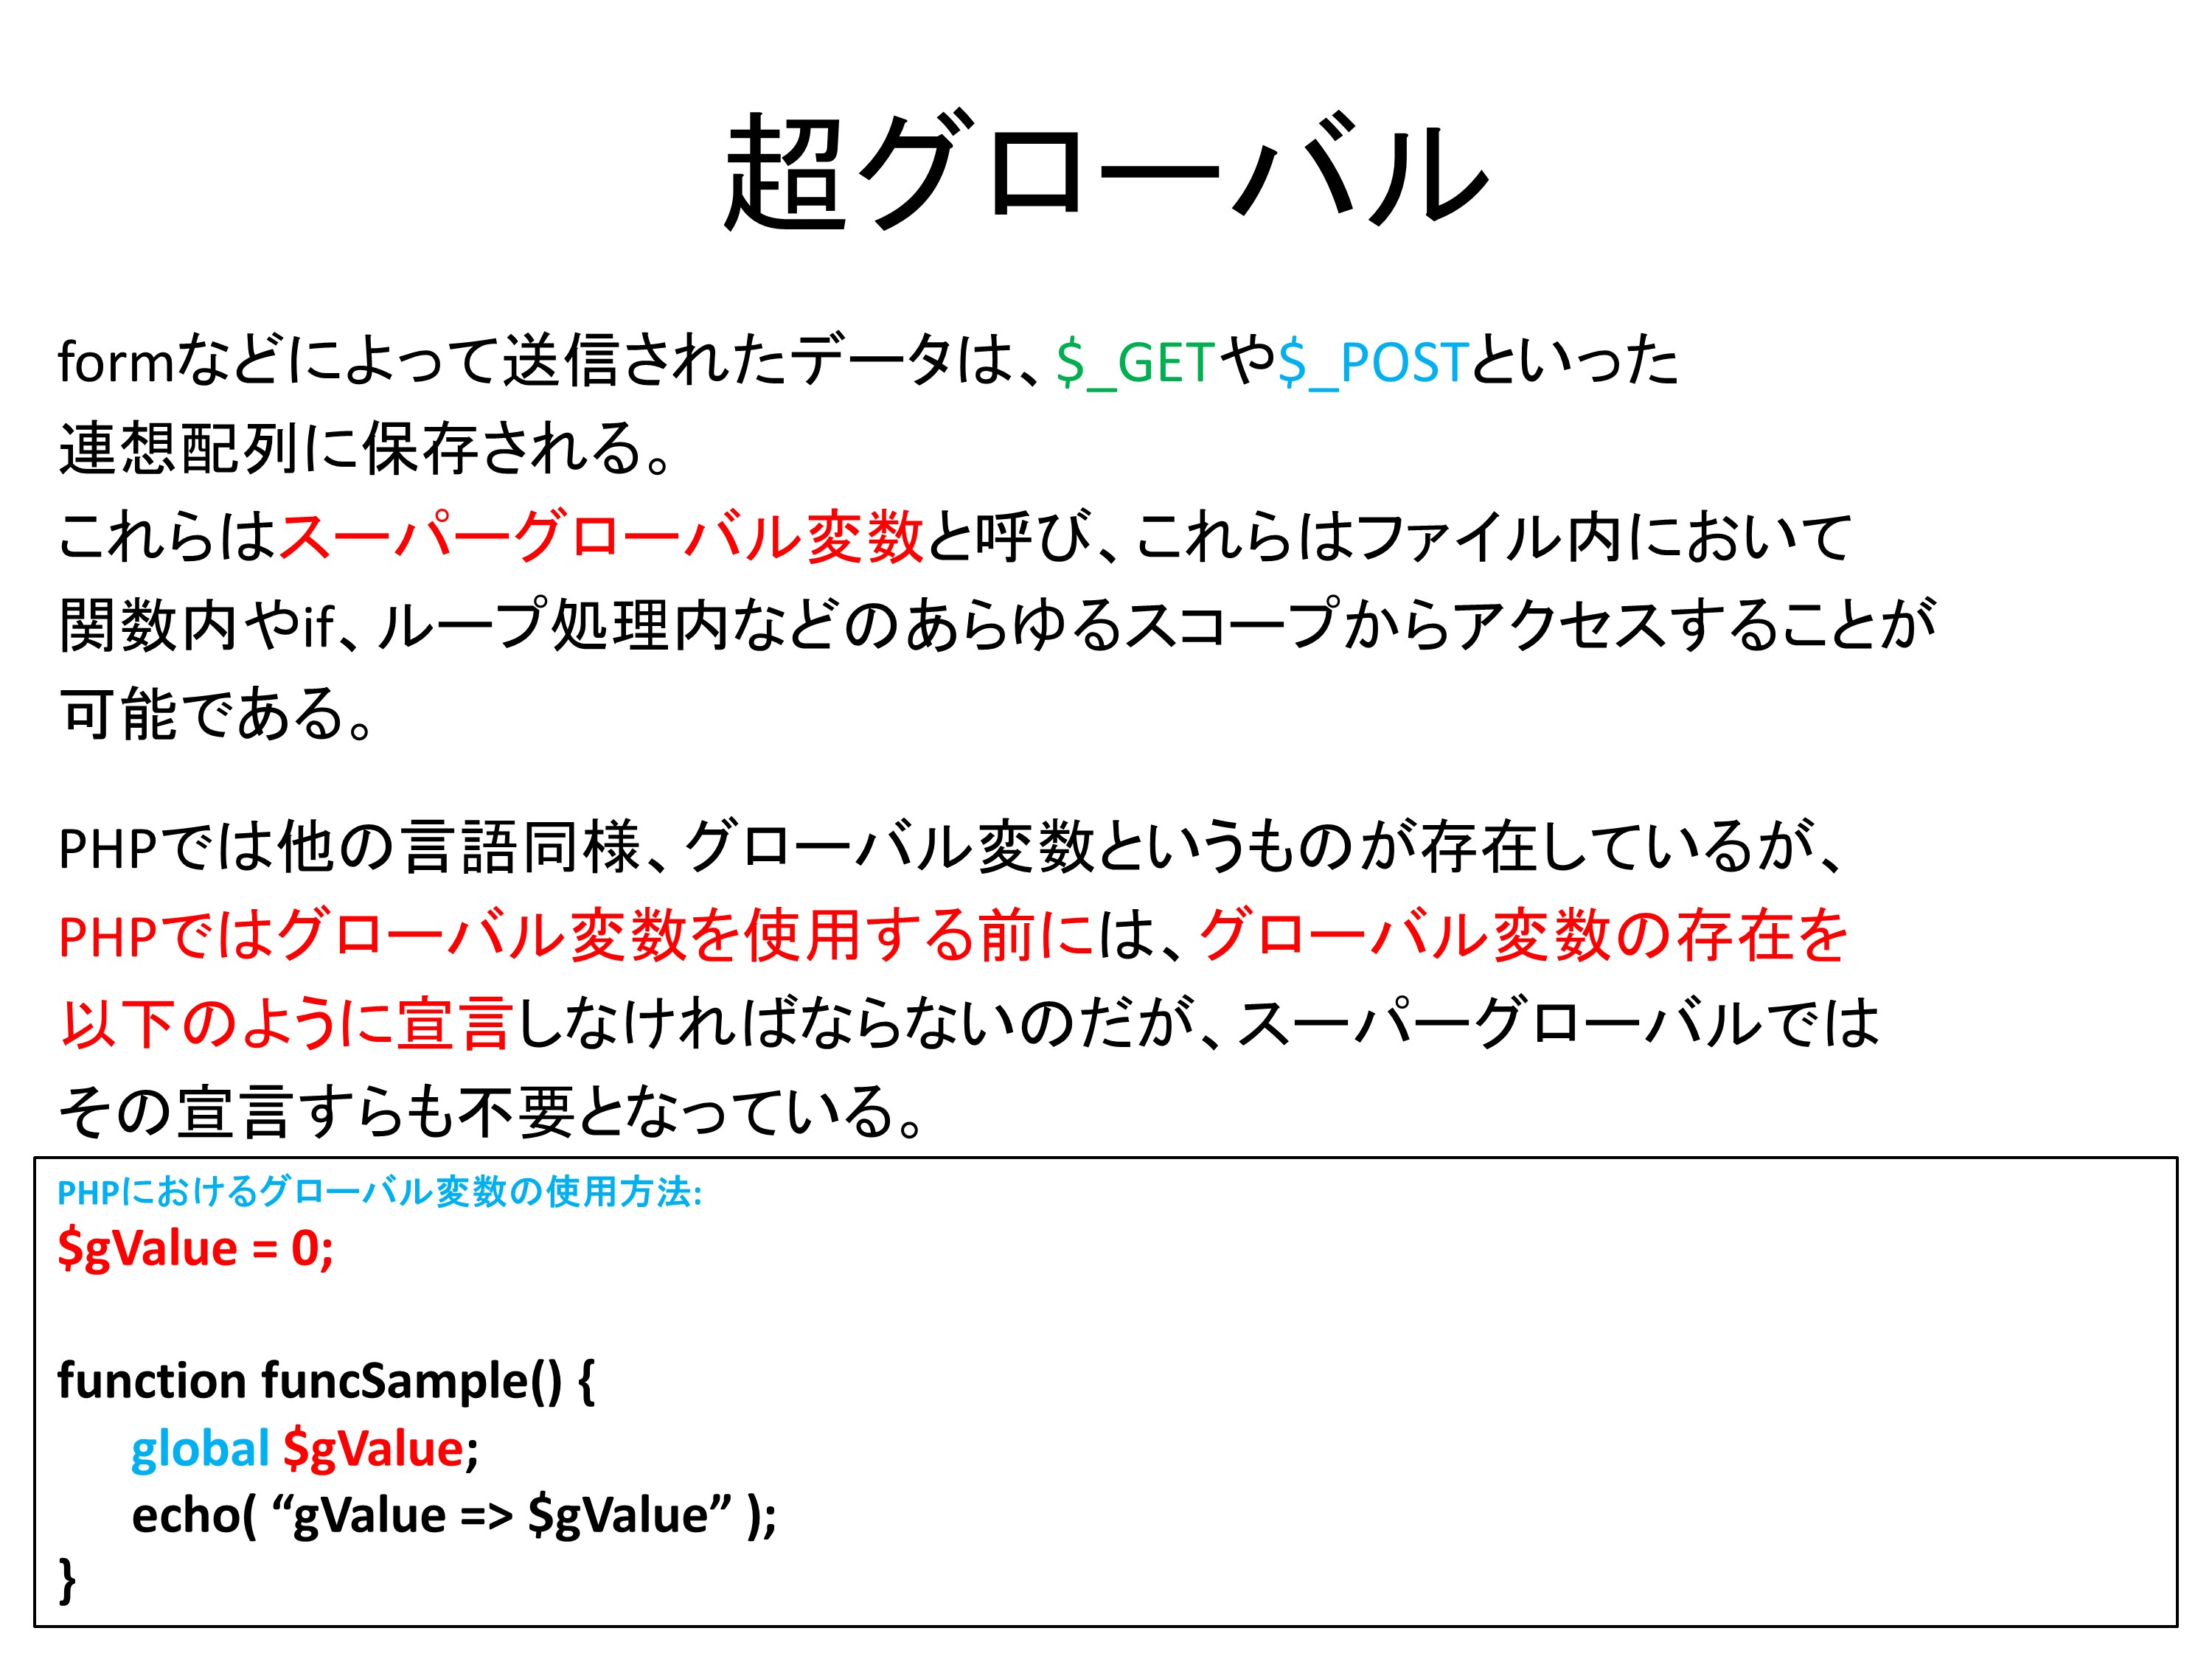 超グローバル
formなどによって送信されたデータは、$_GETや$_POSTといった
連想配列に保存される。
これらはスーパーグローバル変数と呼び、これらはファイル内において
関数内やif、ループ処理内などのあらゆるスコープからアクセスすることが
可能である。
PHPでは他の言語同様、グローバル変数というものが存在しているが、
PHPではグローバル変数を使用する前には、グローバル変数の存在を
以下のように宣言しなければならないのだが、スーパーグローバルでは
その宣言すらも不要となっている。
PHPにおけるグローバル変数の使用方法:
$gValue = 0;
function funcSample() {
global $gValue;
echo( “gValue => $gValue” );
}